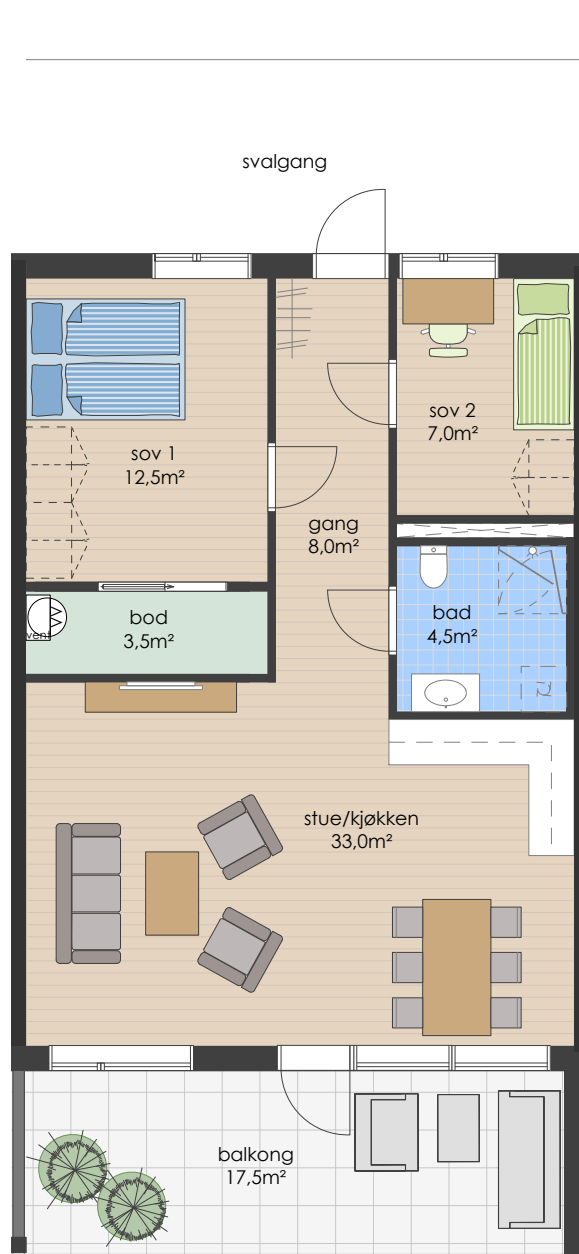 svalgang
sov 1
12,5m²
sov 2
7,0m²
gang
8,0m²
bod
3,5m²
vent
bad
4,5m²
stue/kjøkken
33,0m²
balkong
17,5m²